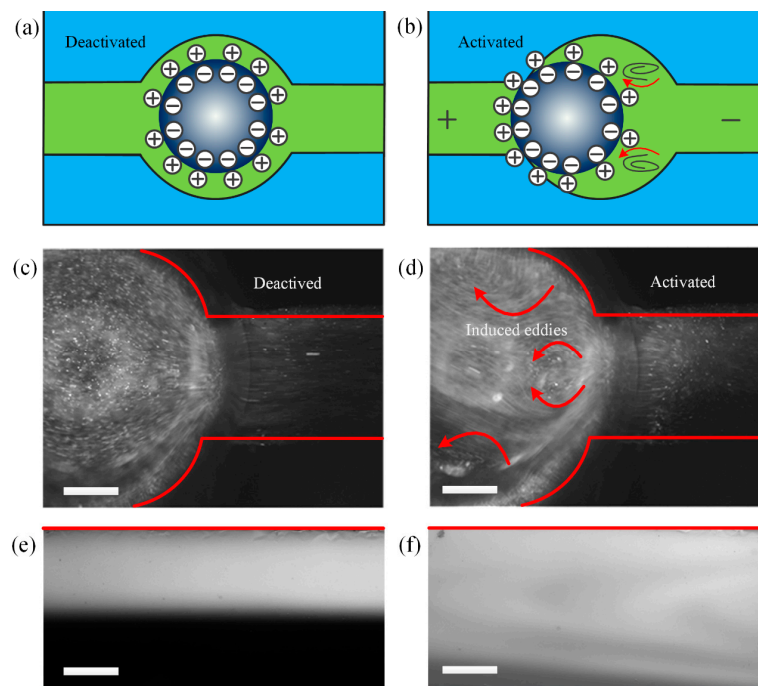 (a)
Deactivated
(b)
Activated
+
−
(c)
Deactived
(d)
Activated
Induced eddies
(e)
(f)